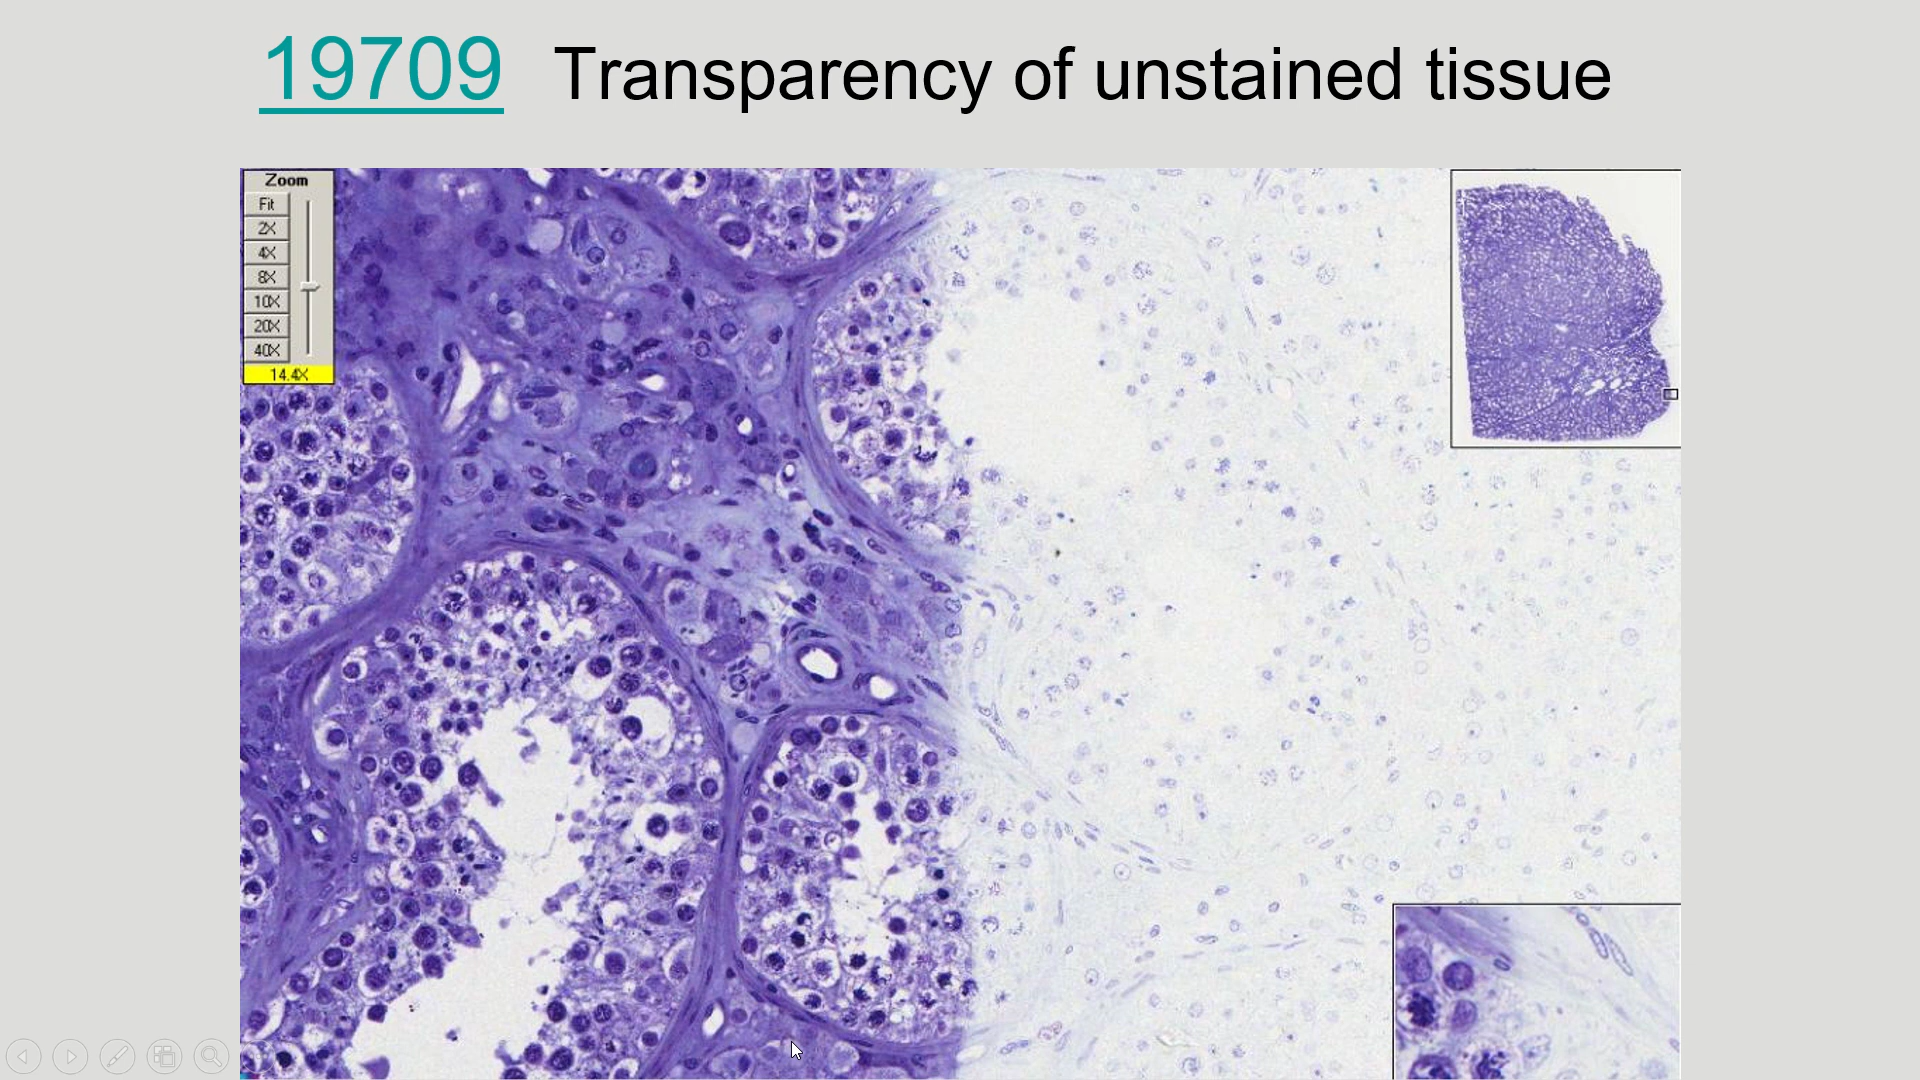 19709 Transparency of unstained tissue
Zoom
Fit
2X
4X
8X
10X
20X
40X
14.4X